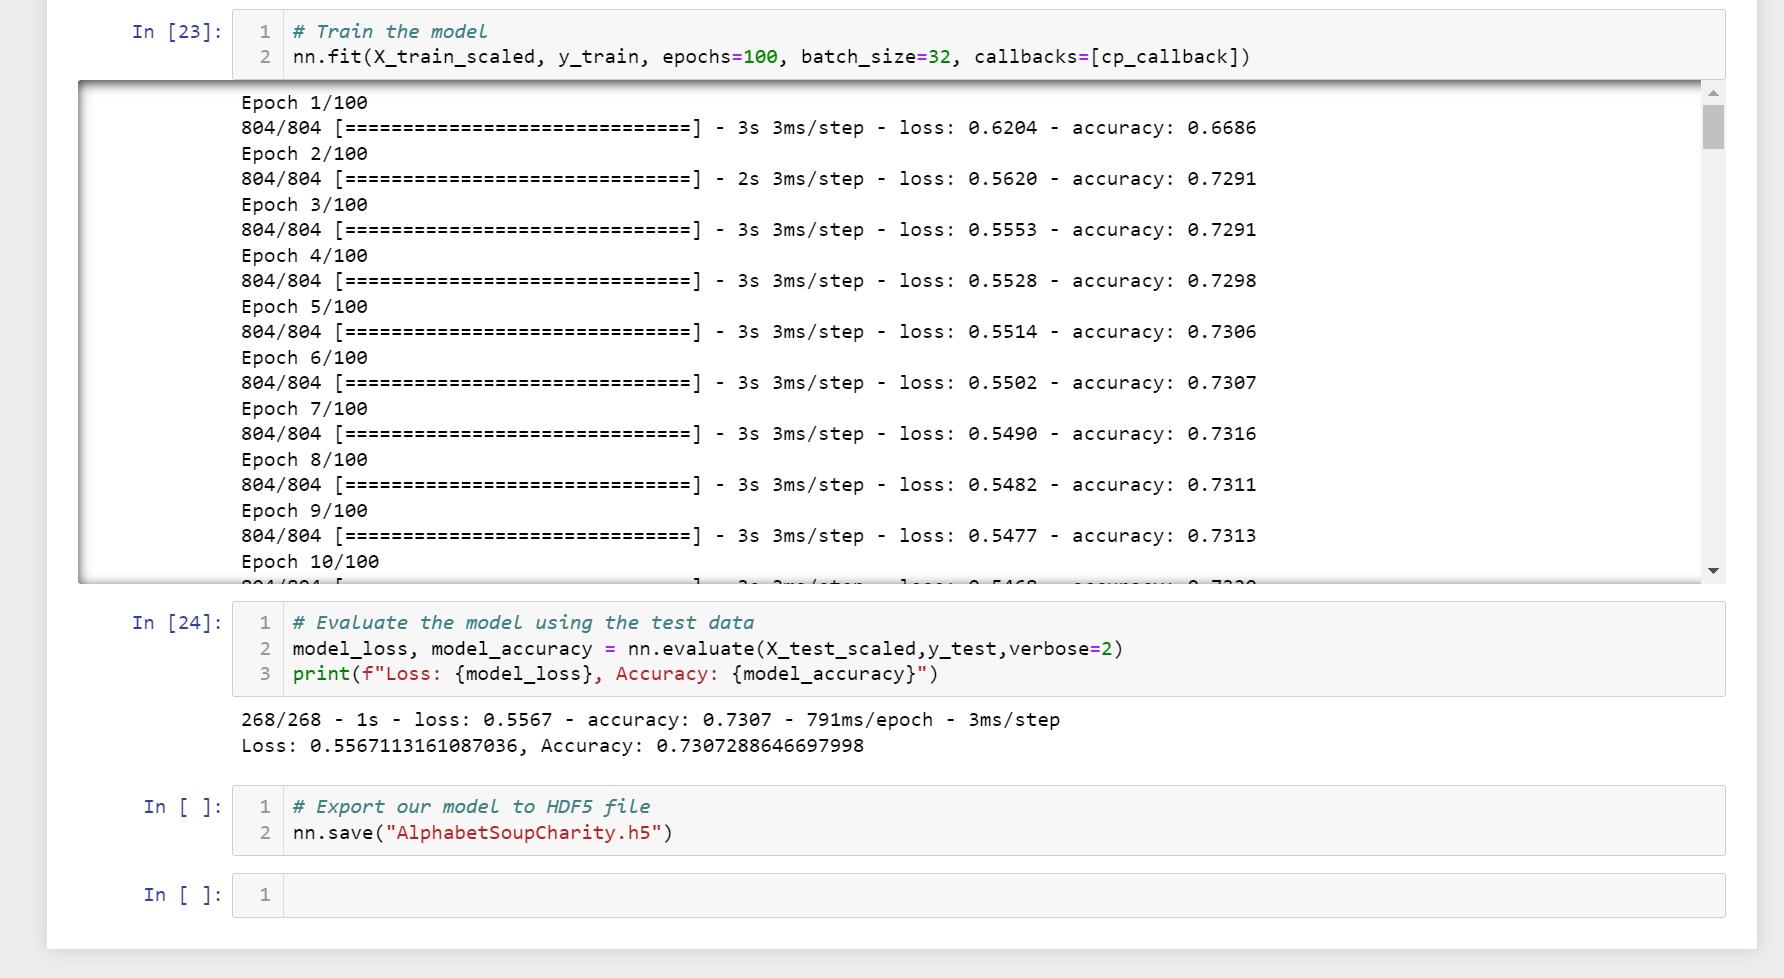 In [23]:
1 # Train the model
2 nn.fit(X_train_scaled, y_train, epochs=100, batch_size=32, callbacks=[cp_callback])
Epoch 1/100
804/804 [==============================] - 3s 3ms/step - loss: 0.6204 - accuracy: 0.6686
Epoch 2/100
804/804 [==============================] - 2s 3ms/step - loss: 0.5620 - accuracy: 0.7291
Epoch 3/100
804/804 [==============================] - 3s 3ms/step - loss: 0.5553 - accuracy: 0.7291
Epoch 4/100
804/804 [==============================] - 3s 3ms/step - loss: 0.5528 - accuracy: 0.7298
Epoch 5/100
804/804 [==============================] - 3s 3ms/step - loss: 0.5514 - accuracy: 0.7306
Epoch 6/100
804/804 [==============================] - 3s 3ms/step - loss: 0.5502 - accuracy: 0.7307
Epoch 7/100
804/804 [==============================] - 3s 3ms/step - loss: 0.5490 - accuracy: 0.7316
Epoch 8/100
804/804 [==============================] - 3s 3ms/step - loss: 0.5482 - accuracy: 0.7311
Epoch 9/100
804/804 [==============================] - 3s 3ms/step - loss: 0.5477 - accuracy: 0.7313
Epoch 10/100
In [24]:
1 # Evaluate the model using the test data
2 model_loss, model_accuracy = nn.evaluate(X_test_scaled,y_test,verbose=2)
3 print(f"Loss: {model_loss}, Accuracy: {model_accuracy}")
268/268 - 1s - loss: 0.5567 - accuracy: 0.7307 - 791ms/epoch - 3ms/step
Loss: 0.5567113161087036, Accuracy: 0.7307288646697998
In [ ]:
1 # Export our model to HDF5 file
2 nn.save("AlphabetSoupCharity.h5")
In [ ]:
1